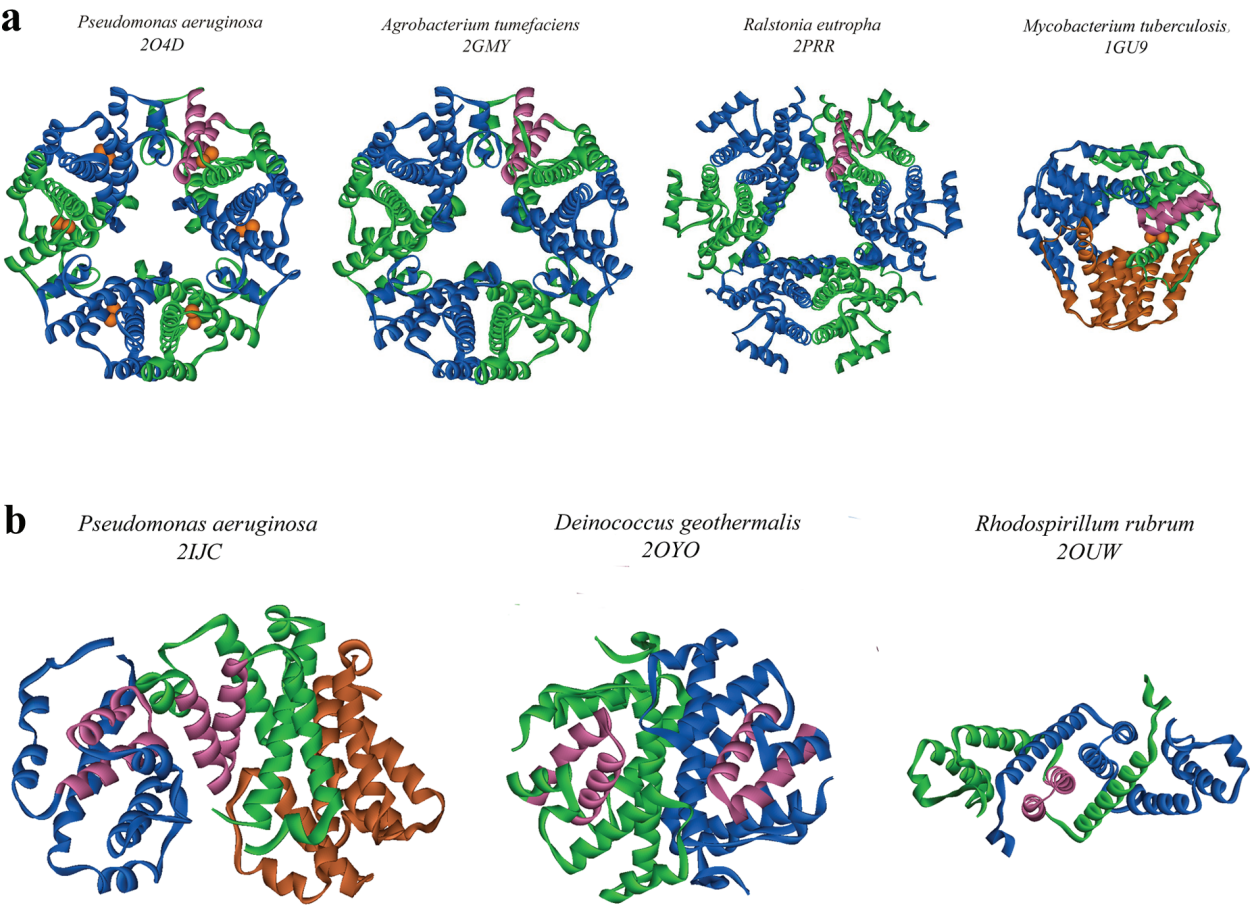 a
Pseudomonas aeruginosa
2O4D
Agrobacterium tumefaciens
2GMY
Ralstonia eutropha
2PRR
Mycobacterium tuberculosis
1GU9
b
Pseudomonas aeruginosa
2IJC
Deinococcus geothermalis
2OYO
Rhodospirillum rubrum
2OUW